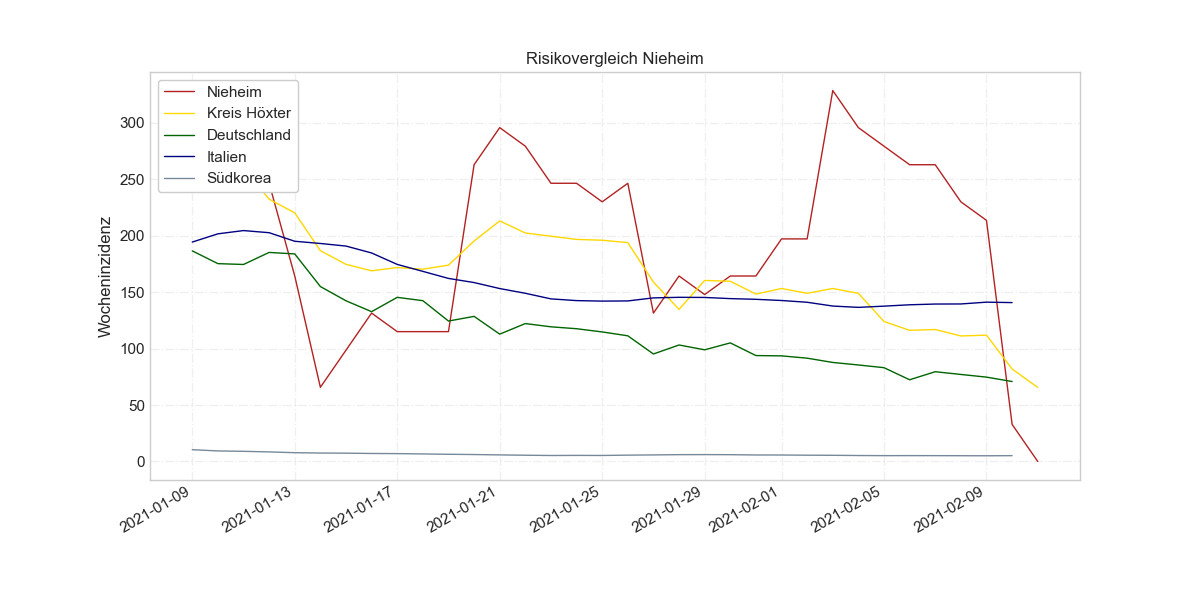 Risikovergleich Nieheim
Nieheim
Kreis Höxter
Deutschland
Italien
Südkorea
Wocheninzidenz
300
250
200
150
100
50
0
2021-01-09
2021-01-13
2021-01-17
2021-01-21
2021-01-25
2021-01-29
2021-02-01
2021-02-05
2021-02-09